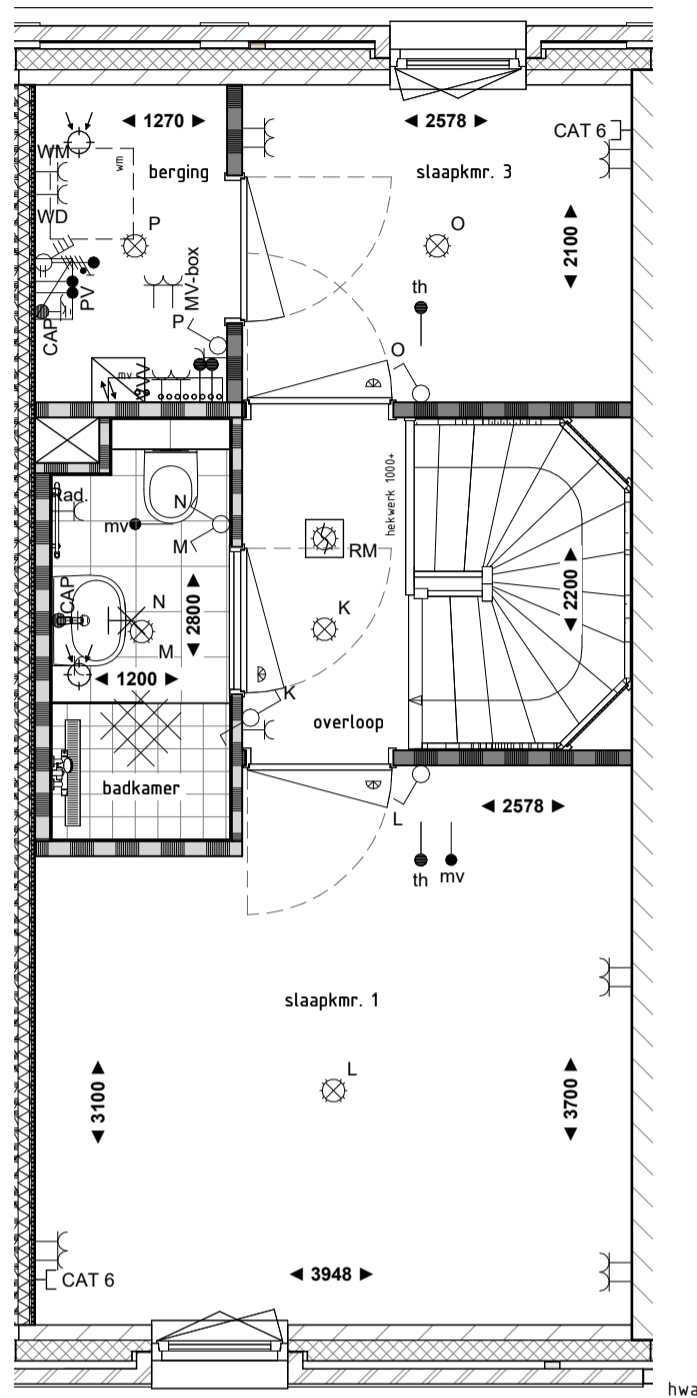 ◄ 1270 ►
◄ 2578 ►
CAT 6
WM
wm
berging
slaapkmr. 3
WD
P
O
◄ 2100 ►
th
MV-box
PV
CAP
P
O
mv
VV
hekwerk 1000+
Rad.
N
mv
M
RM
CAP
N
K
◄ 2800 ►
◄ 2200 ►
M
◄ 1200 ►
K
overloop
badkamer
L
◄ 2578 ►
th
mv
slaapkmr. 1
L
◄ 3100 ►
◄ 3700 ►
CAT 6
◄ 3948 ►
hwa